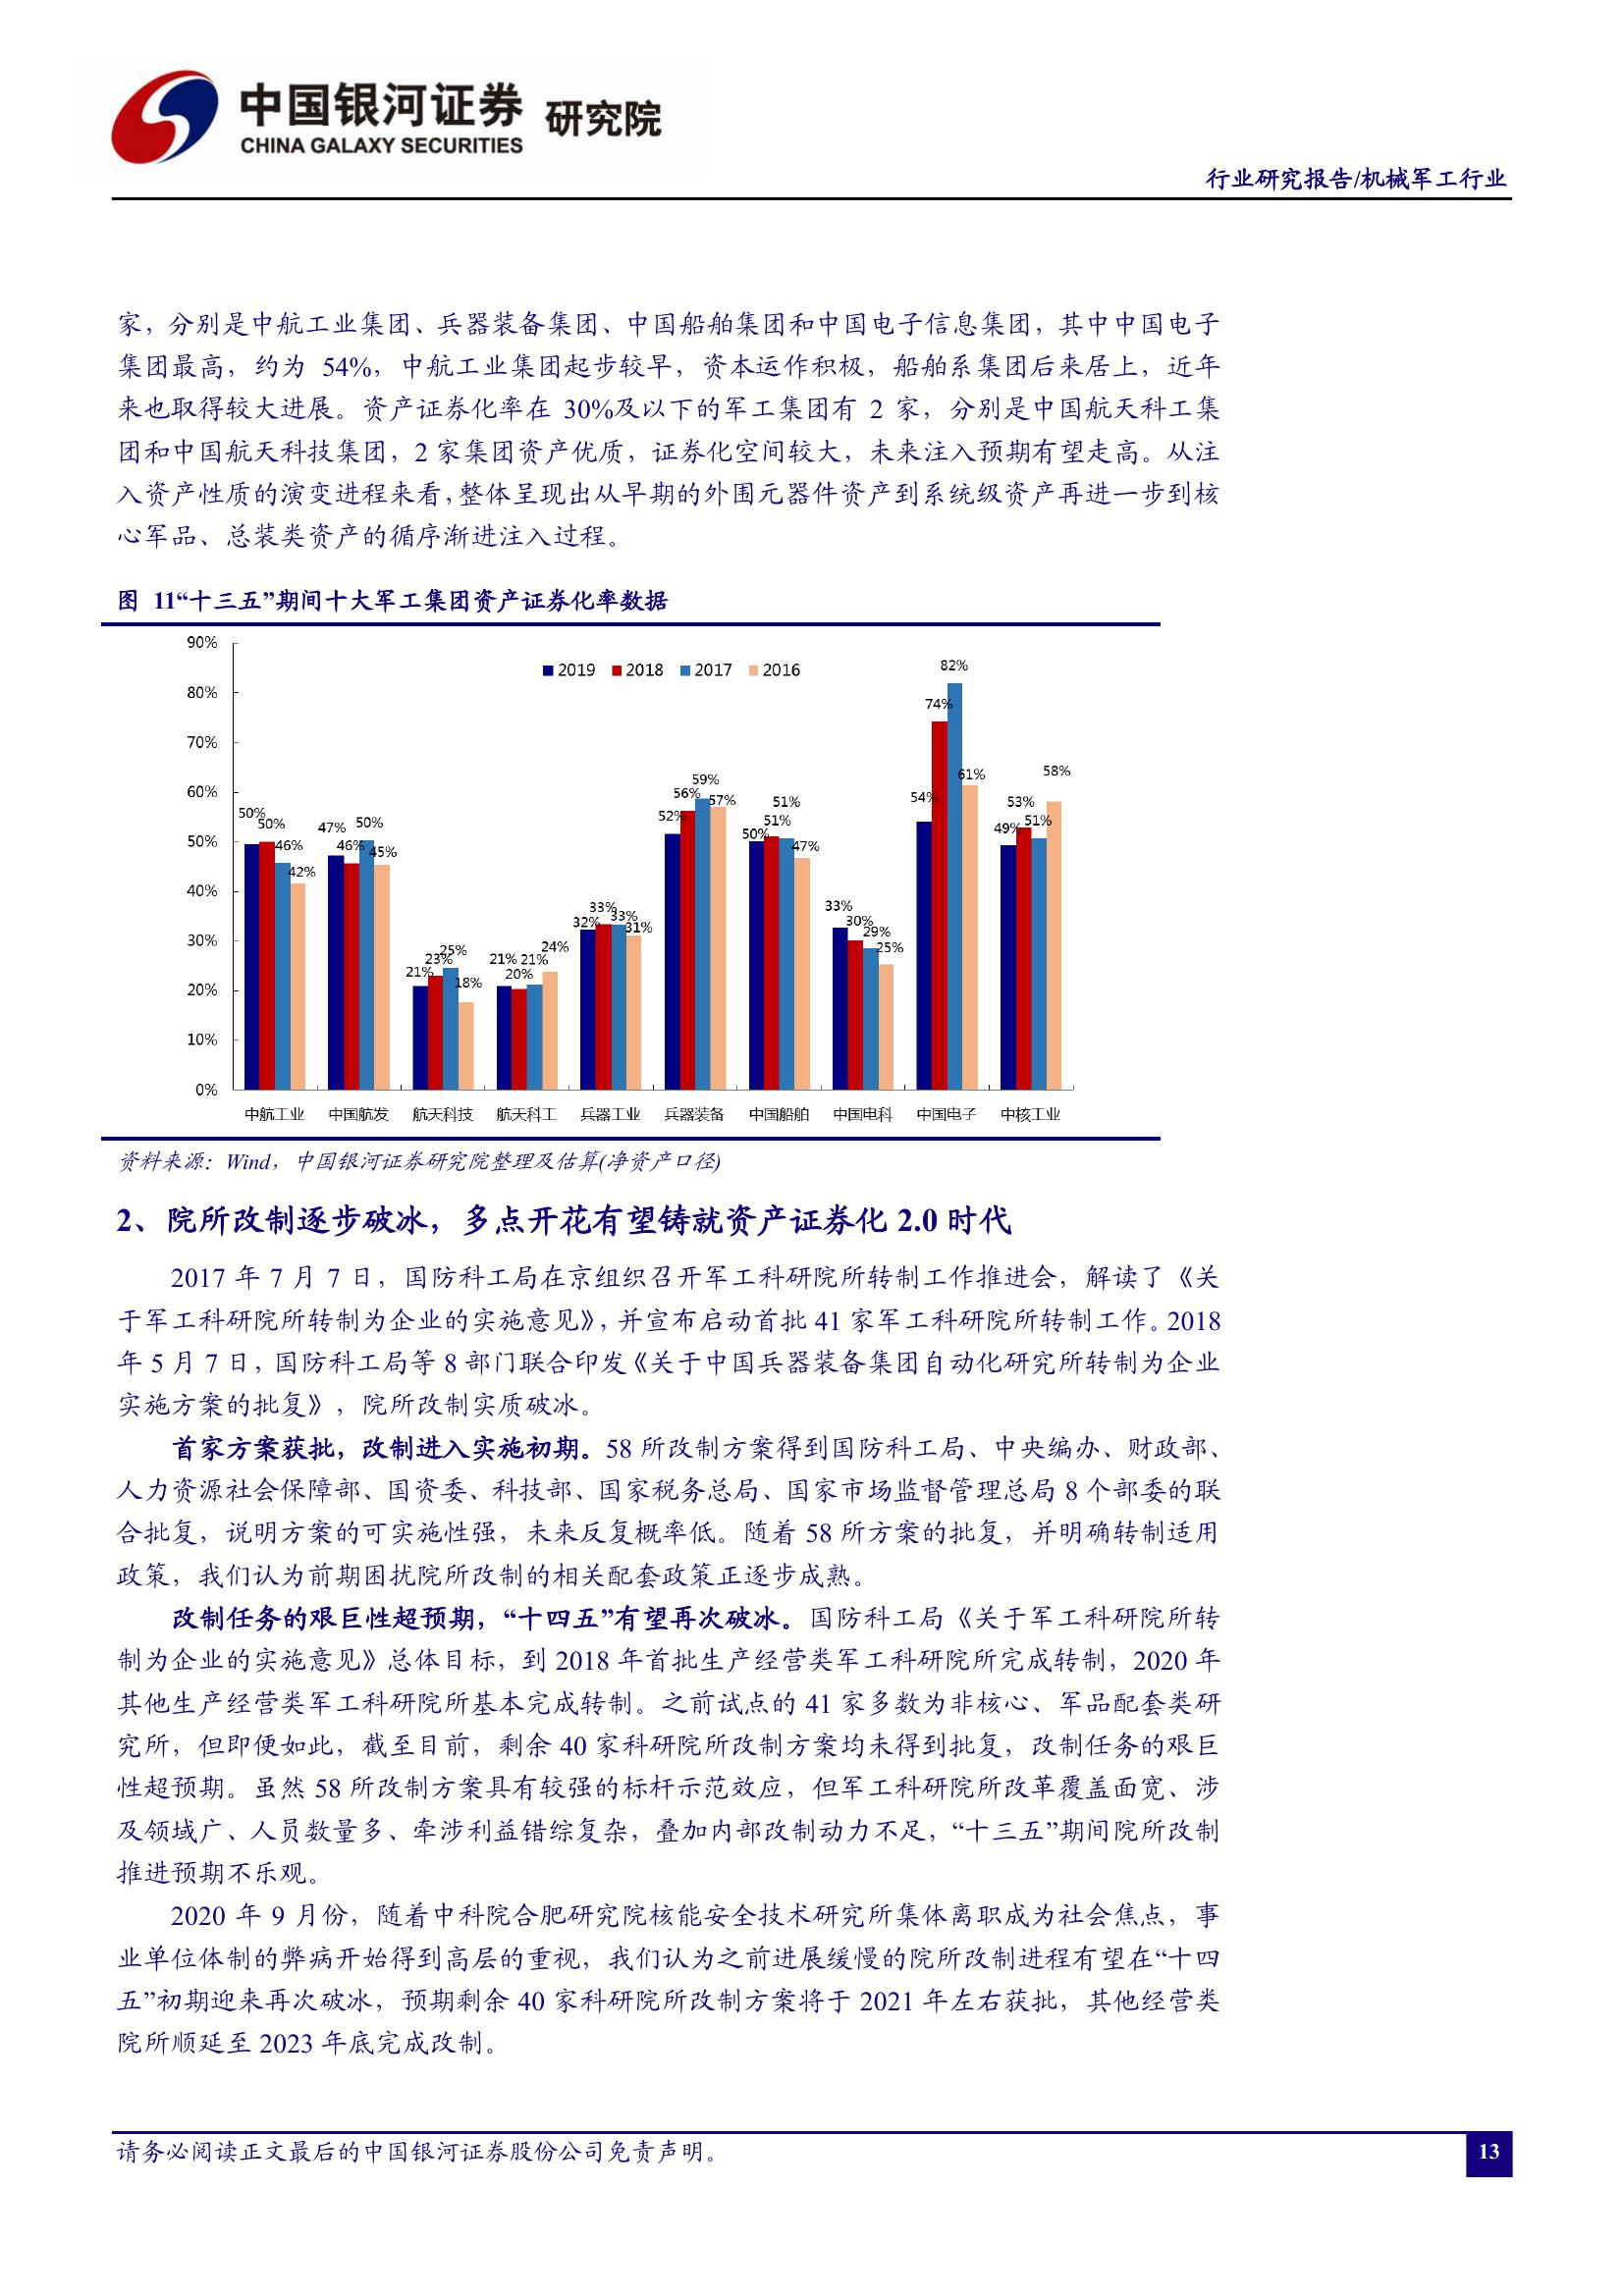 中国银河证券 研究院
CHINA GALAXY SECURITIES
行业研究报告/机械军工行业
家，分别是中航工业集团、兵器装备集团、中国船舶集团和中国电子信息集团，其中中国电子
集团最高，约为 54%，中航工业集团起步较早，资本运作积极，船舶系集团后来居上，近年
来也取得较大进展。资产证券化率在 30%及以下的军工集团有 2 家，分别是中国航天科工集
团和中国航天科技集团，2 家集团资产优质，证券化空间较大，未来注入预期有望走高。从注
入资产性质的演变进程来看，整体呈现出从早期的外围元器件资产到系统级资产再进一步到核
心军品、总装类资产的循序渐进注入过程。
图 11“十三五”期间十大军工集团资产证券化率数据
90%
80%
70%
60%
50%
40%
30%
20%
10%
0%
2019 2018 2017 2016
50% 50% 46% 42%
47% 46% 50% 45%
21% 23% 25% 18%
21% 20% 21% 24%
32% 33% 33% 31%
52% 56% 59% 57%
50% 51% 51% 47%
33% 30% 29% 25%
54% 74% 82% 61%
49% 53% 51% 58%
中航工业 中国航发 航天科技 航天科工 兵器工业 兵器装备 中国船舶 中国电科 中国电子 中核工业
资料来源：Wind，中国银河证券研究院整理及估算(净资产口径)
2、院所改制逐步破冰，多点开花有望铸就资产证券化 2.0 时代
2017 年 7 月 7 日，国防科工局在京组织召开军工科研院所转制工作推进会，解读了《关
于军工科研院所转制为企业的实施意见》，并宣布启动首批 41 家军工科研院所转制工作。2018
年 5 月 7 日，国防科工局等 8 部门联合印发《关于中国兵器装备集团自动化研究所转制为企业
实施方案的批复》，院所改制实质破冰。
首家方案获批，改制进入实施初期。58 所改制方案得到国防科工局、中央编办、财政部、
人力资源社会保障部、国资委、科技部、国家税务总局、国家市场监督管理总局 8 个部委的联
合批复，说明方案的可实施性强，未来反复概率低。随着 58 所方案的批复，并明确转制适用
政策，我们认为前期困扰院所改制的相关配套政策正逐步成熟。
改制任务的艰巨性超预期，“十四五”有望再次破冰。国防科工局《关于军工科研院所转
制为企业的实施意见》总体目标，到 2018 年首批生产经营类军工科研院所完成转制，2020 年
其他生产经营类军工科研院所基本完成转制。之前试点的 41 家多数为非核心、军品配套类研
究所，但即便如此，截至目前，剩余 40 家科研院所改制方案均未得到批复，改制任务的艰巨
性超预期。虽然 58 所改制方案具有较强的标杆示范效应，但军工科研院所改革覆盖面宽、涉
及领域广、人员数量多、牵涉利益错综复杂，叠加内部改制动力不足，“十三五”期间院所改制
推进预期不乐观。
2020 年 9 月份，随着中科院合肥研究院核能安全技术研究所集体离职成为社会焦点，事
业单位体制的弊病开始得到高层的重视，我们认为之前进展缓慢的院所改制进程有望在“十四
五”初期迎来再次破冰，预期剩余 40 家科研院所改制方案将于 2021 年左右获批，其他经营类
院所顺延至 2023 年底完成改制。
请务必阅读正文最后的中国银河证券股份公司免责声明。
13